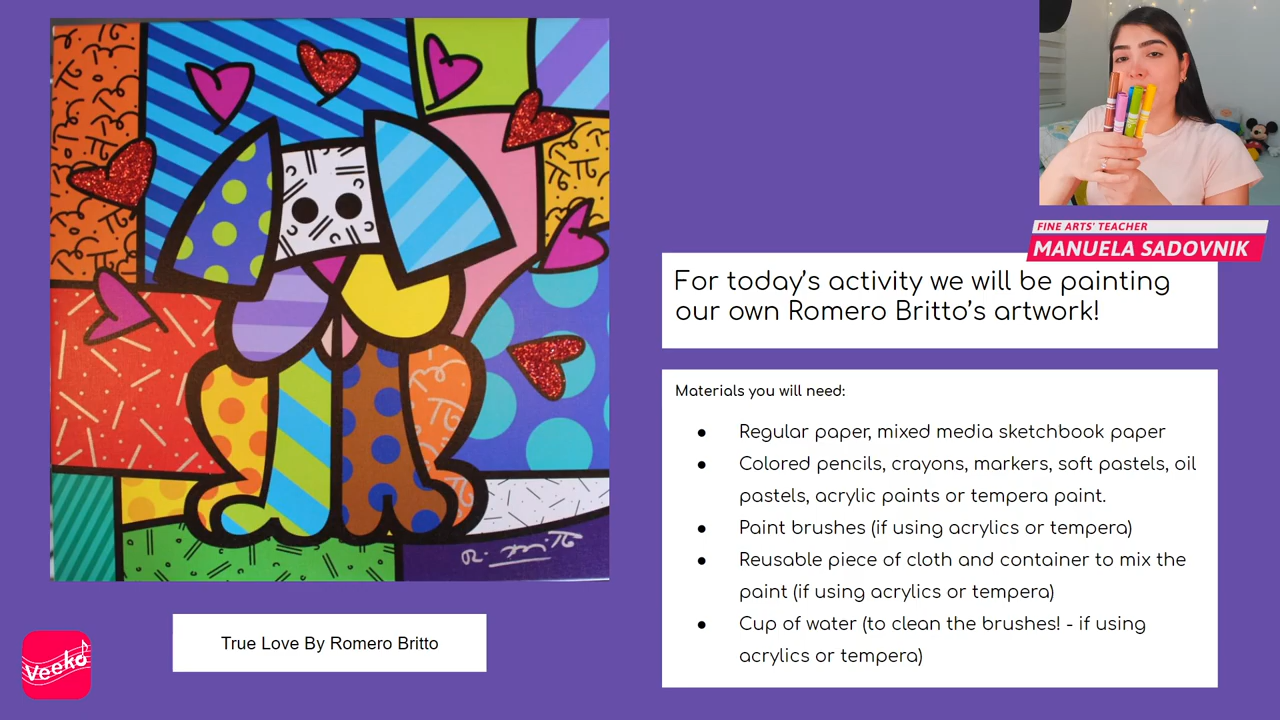 FINE ARTS' TEACHER
MANUELA SADOVNIK
For today's activity we will be painting
our own Romero Britto's artwork!
Materials you will need:
● Regular paper, mixed media sketchbook paper
● Colored pencils, crayons, markers, soft pastels, oil
pastels, acrylic paints or tempera paint.
● Paint brushes (if using acrylics or tempera)
● Reusable piece of cloth and container to mix the
paint (if using acrylics or tempera)
● Cup of water (to clean the brushes! - if using
acrylics or tempera)
True Love By Romero Britto
Veeko